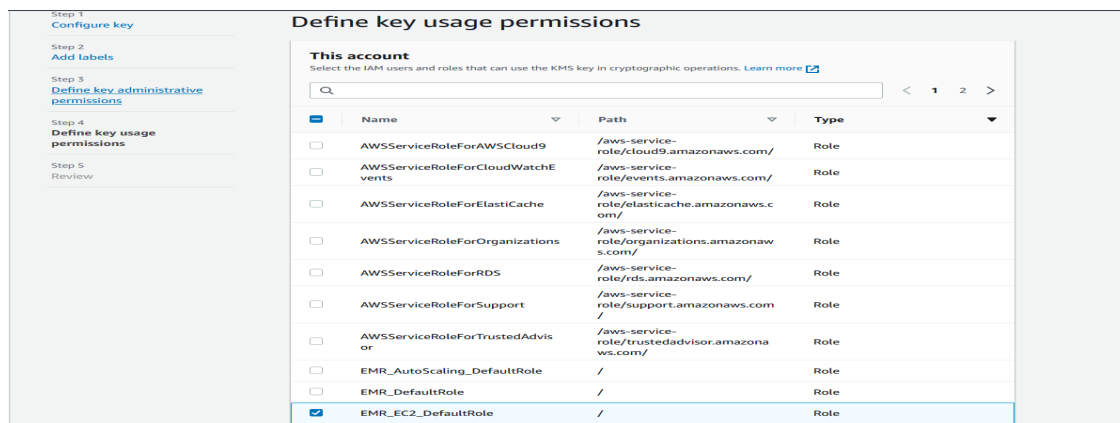 Step 1
Configure key
Step 2
Add labels
Step 3
Define key administrative
permissions
Step 4
Define key usage
permissions
Step 5
Review
Define key usage permissions
This account
Select the IAM users and roles that can use the KMS key in cryptographic operations. Learn more
< 1 2 >
Name Path Type
AWSServiceRoleForAWSCloud9 /aws-service-
role/cloud9.amazonaws.com/ Role
AWSServiceRoleForCloudWatchE
vents /aws-service-
role/events.amazonaws.com/ Role
AWSServiceRoleForElastiCache /aws-service-
role/elasticache.amazonaws.c
om/ Role
AWSServiceRoleForOrganizations /aws-service-
role/organizations.amazonaw
s.com/ Role
AWSServiceRoleForRDS /aws-service-
role/rds.amazonaws.com/ Role
AWSServiceRoleForSupport /aws-service-
role/support.amazonaws.com
/ Role
AWSServiceRoleForTrustedAdvis
or /aws-service-
role/trustedadvisor.amazona
ws.com/ Role
EMR_AutoScaling_DefaultRole / Role
EMR_DefaultRole / Role
EMR_EC2_DefaultRole / Role